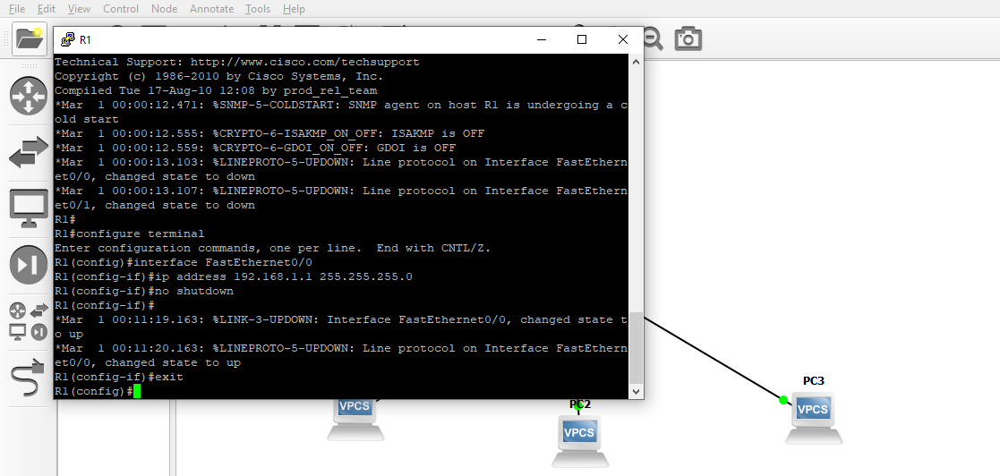 File Edit View Control Node Annotate Tools Help
R1
Technical Support: http://www.cisco.com/techsupport
Copyright (c) 1986-2010 by Cisco Systems, Inc.
Compiled Tue 17-Aug-10 12:08 by prod_rel_team
*Mar  1 00:00:12.471: %SNMP-5-COLDSTART: SNMP agent on host R1 is undergoing a c
old start
*Mar  1 00:00:12.555: %CRYPTO-6-ISAKMP_ON_OFF: ISAKMP is OFF
*Mar  1 00:00:12.559: %CRYPTO-6-GDOI_ON_OFF: GDOI is OFF
*Mar  1 00:00:13.103: %LINEPROTO-5-UPDOWN: Line protocol on Interface FastEthern
et0/0, changed state to down
*Mar  1 00:00:13.107: %LINEPROTO-5-UPDOWN: Line protocol on Interface FastEthern
et0/1, changed state to down
R1#
R1#configure terminal
Enter configuration commands, one per line.  End with CNTL/Z.
R1(config)#interface FastEthernet0/0
R1(config-if)#ip address 192.168.1.1 255.255.255.0
R1(config-if)#no shutdown
R1(config-if)#
*Mar  1 00:11:19.163: %LINK-3-UPDOWN: Interface FastEthernet0/0, changed state t
o up
*Mar  1 00:11:20.163: %LINEPROTO-5-UPDOWN: Line protocol on Interface FastEthern
et0/0, changed state to up
R1(config-if)#exit
R1(config)#
PC3
PC2
VPCS
VPCS
VPCS